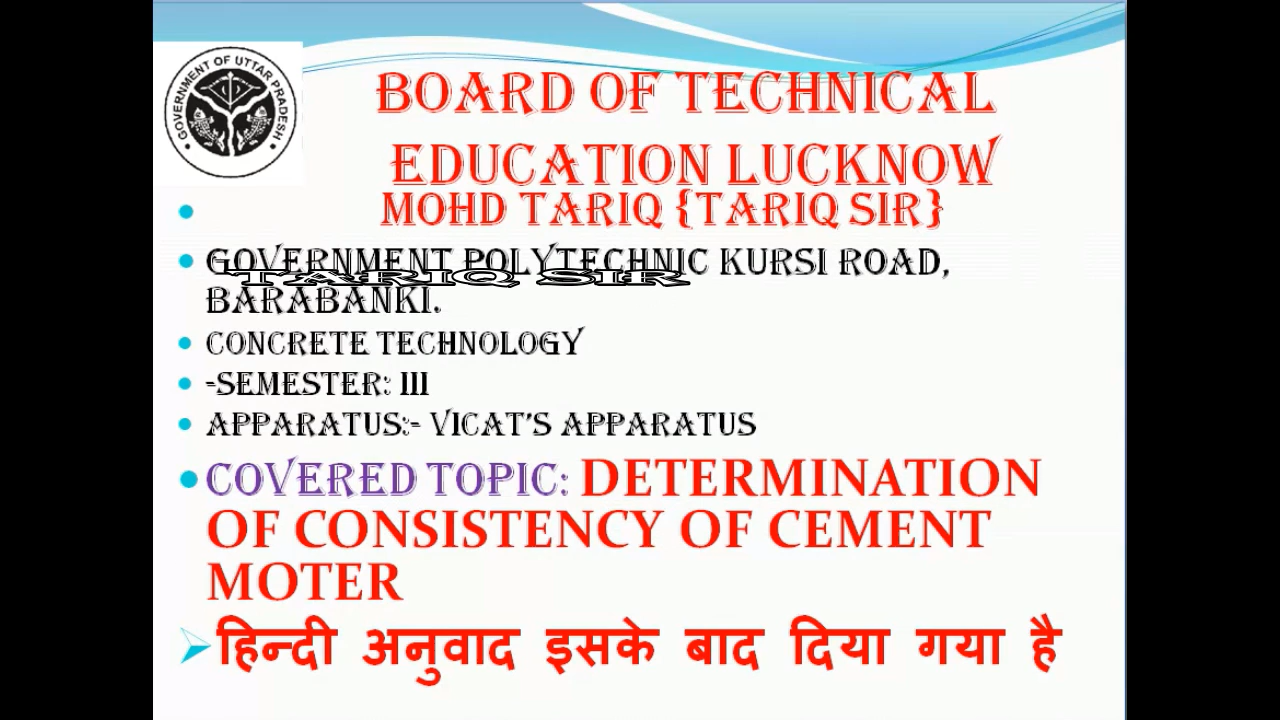 GOVERNMENT OF UTTAR PRADESH
BOARD OF TECHNICAL
EDUCATION LUCKNOW
MOHD TARIQ {TARIQ SIR}
GOVERNMENT POLYTECHNIC KURSI ROAD,
TARIQ SIR
BARABANKI.
CONCRETE TECHNOLOGY
-SEMESTER: III
APPARATUS:- VICAT'S APPARATUS
COVERED TOPIC: DETERMINATION
OF CONSISTENCY OF CEMENT
MOTER
हिन्दी अनुवाद इसके बाद दिया गया है